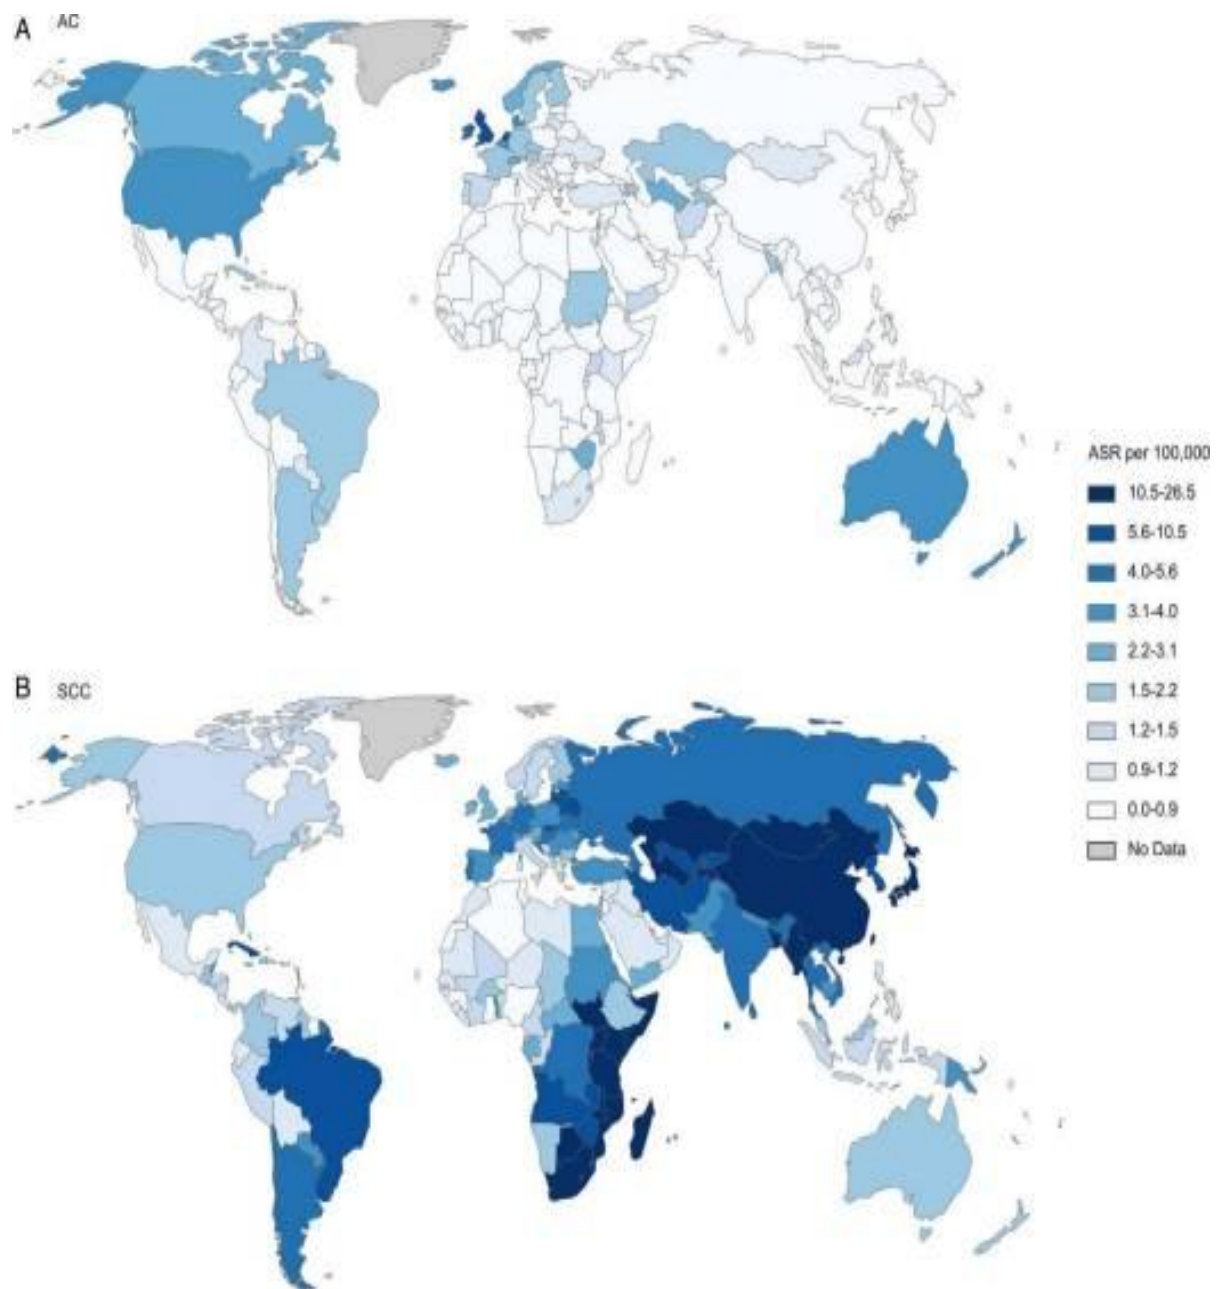 A AC
ASR per 100,000
10.5-26.5
5.6-10.5
4.0-5.6
3.1-4.0
2.2-3.1
1.5-2.2
1.2-1.5
0.9-1.2
0.0-0.9
No Data
B SCC